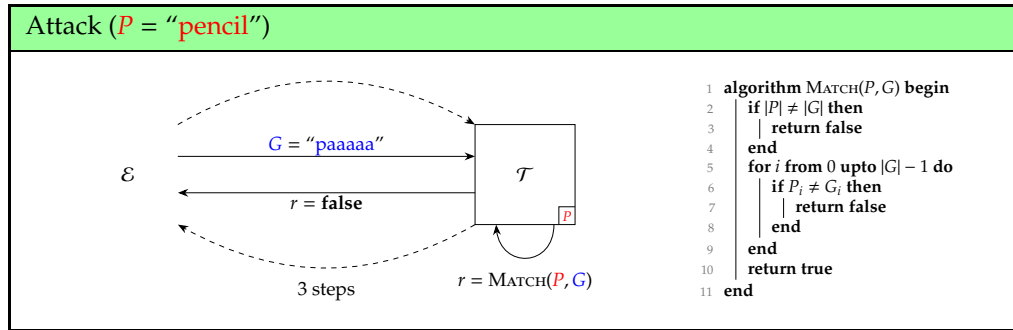 Attack (P = “pencil”)
G = “paaaaa”
ℰ
𝒯
r = false
P
3 steps
r = MATCH(P, G)
1 algorithm MATCH(P, G) begin
2 if |P| ≠ |G| then
3 return false
4 end
5 for i from 0 upto |G| − 1 do
6 if Pᵢ ≠ Gᵢ then
7 return false
8 end
9 end
10 return true
11 end